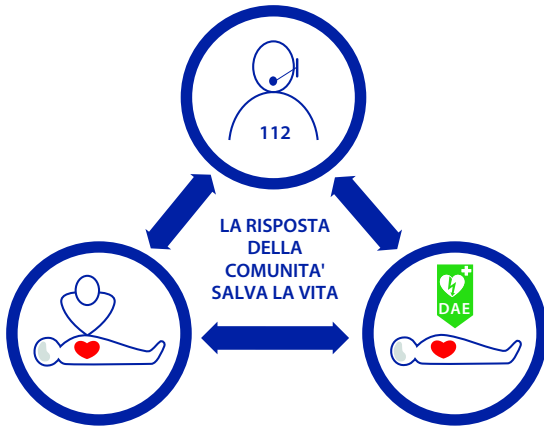 112
LA RISPOSTA
DELLA
COMUNITA'
SALVA LA VITA
DAE